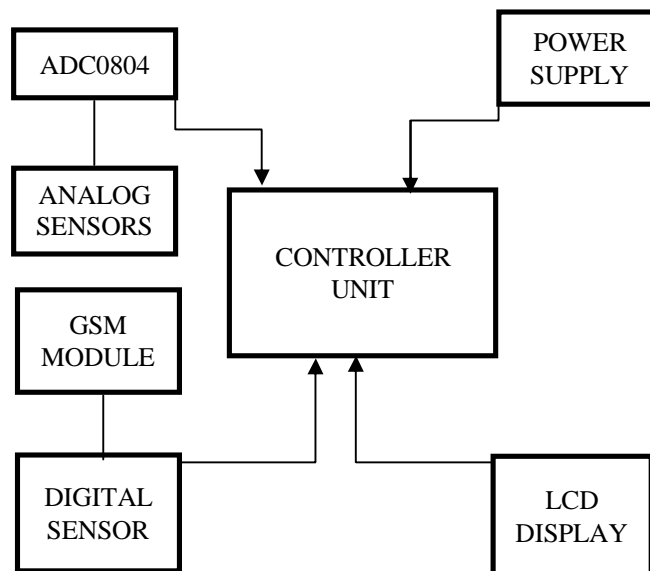 ADC0804
POWER
SUPPLY
ANALOG
SENSORS
CONTROLLER
UNIT
GSM
MODULE
DIGITAL
SENSOR
LCD
DISPLAY